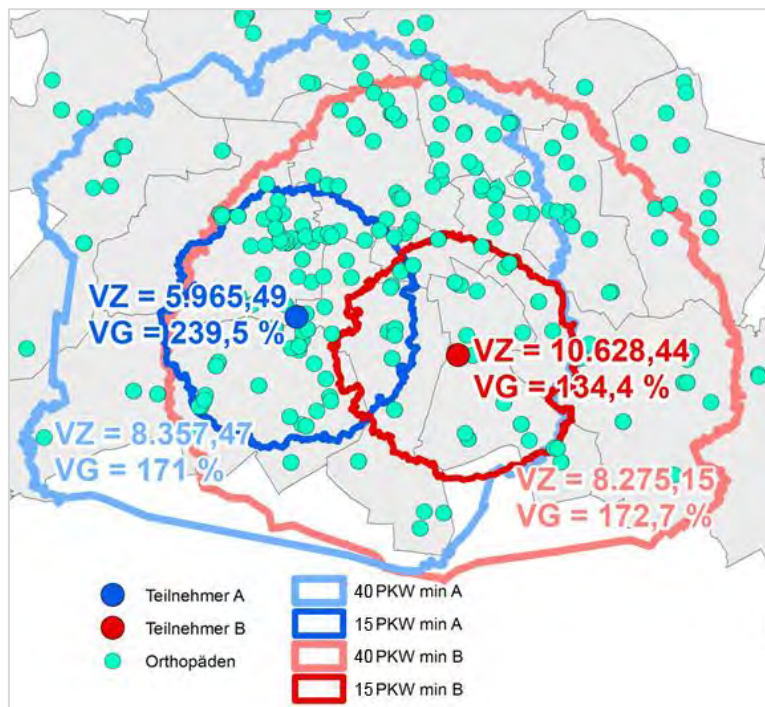 VZ = 5.965,49
VG = 239,5 %
VZ = 10.628,44
VG = 134,4 %
VZ = 8.357,47
VG = 171 %
VZ = 8.275,15
VG = 172,7 %
Teilnehmer A
Teilnehmer B
Orthopäden
40 PKW min A
15 PKW min A
40 PKW min B
15 PKW min B